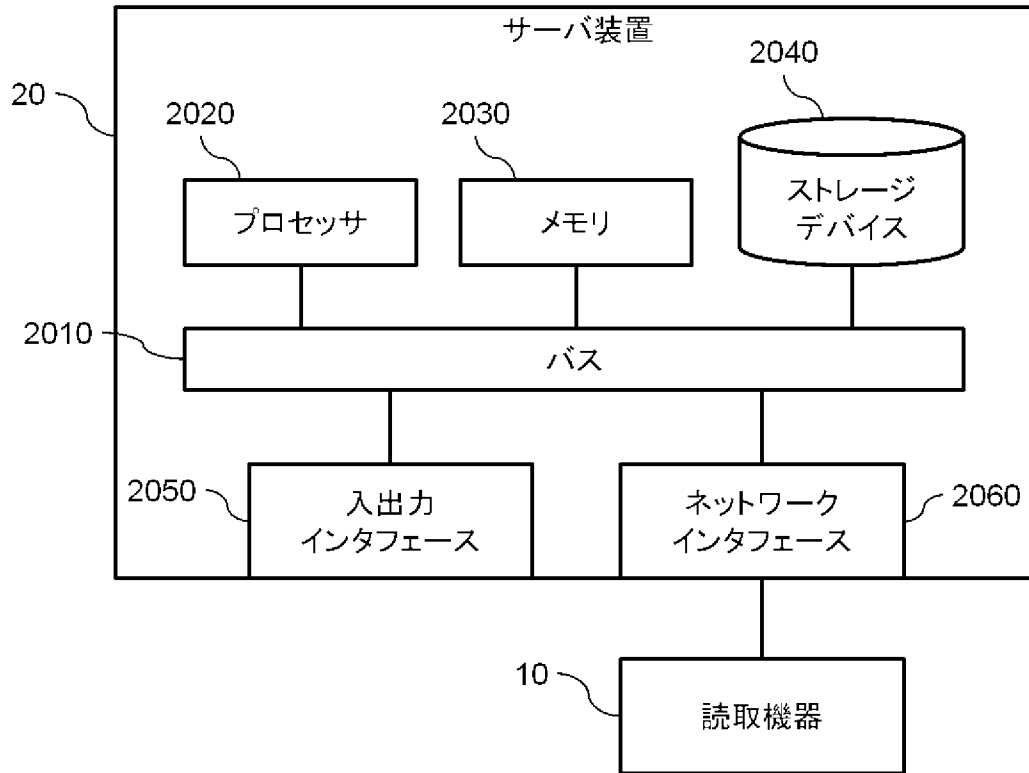 サーバ装置
20
2020
2030
2040
プロセッサ
メモリ
ストレージ
デバイス
2010
バス
2050
入出力
インタフェース
ネットワーク
インタフェース
2060
10
読取機器